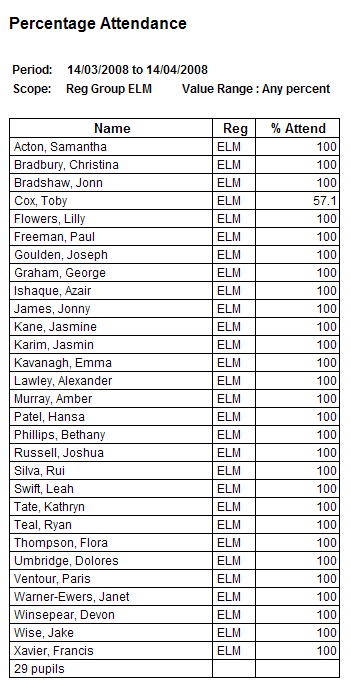 Percentage Attendance
Period: 14/03/2008 to 14/04/2008
Scope: Reg Group ELM Value Range : Any percent
Name Reg % Attend
Acton, Samantha ELM 100
Bradbury, Christina ELM 100
Bradshaw, Jonn ELM 100
Cox, Toby ELM 57.1
Flowers, Lilly ELM 100
Freeman, Paul ELM 100
Goulden, Joseph ELM 100
Graham, George ELM 100
Ishaque, Azair ELM 100
James, Jonny ELM 100
Kane, Jasmine ELM 100
Karim, Jasmin ELM 100
Kavanagh, Emma ELM 100
Lawley, Alexander ELM 100
Murray, Amber ELM 100
Patel, Hansa ELM 100
Phillips, Bethany ELM 100
Russell, Joshua ELM 100
Silva, Rui ELM 100
Swift, Leah ELM 100
Tate, Kathryn ELM 100
Teal, Ryan ELM 100
Thompson, Flora ELM 100
Umbridge, Dolores ELM 100
Ventour, Paris ELM 100
Warner-Ewers, Janet ELM 100
Winsepear, Devon ELM 100
Wise, Jake ELM 100
Xavier, Francis ELM 100
29 pupils